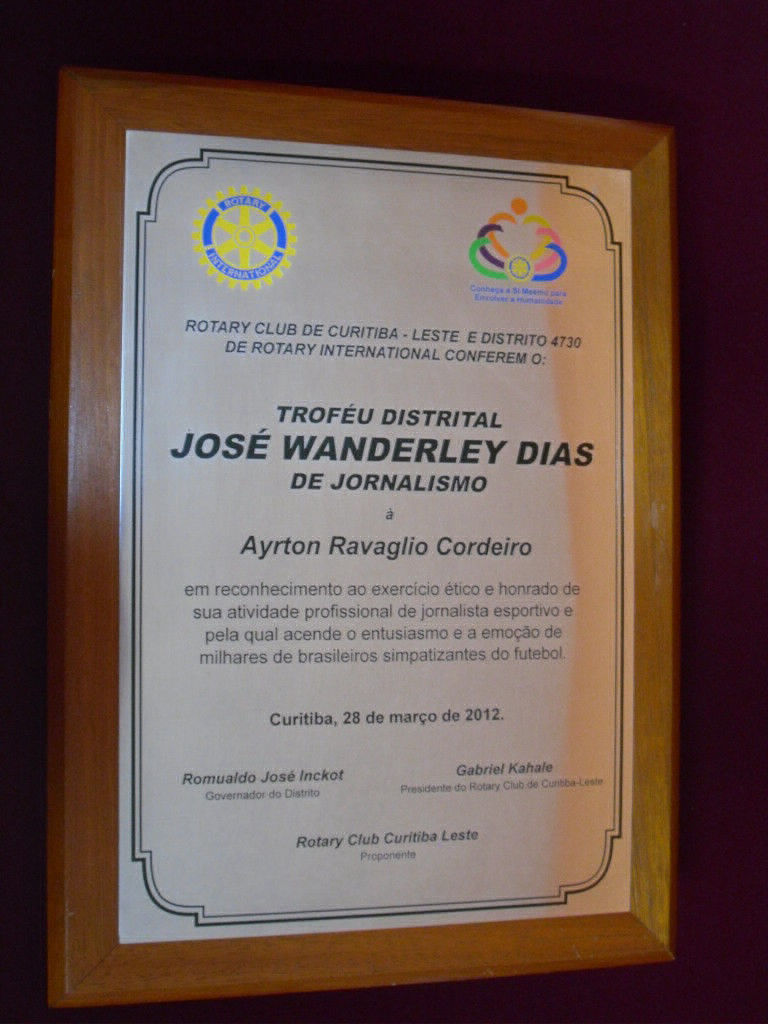 ROTARY
INTERNATIONAL
Conheça a Si Mesmo para
Envolver a Humanidade
ROTARY CLUB DE CURITIBA - LESTE E DISTRITO 4730
DE ROTARY INTERNATIONAL CONFEREM O:
TROFÉU DISTRITAL
JOSÉ WANDERLEY DIAS
DE JORNALISMO
à
Ayrton Ravaglio Cordeiro
em reconhecimento ao exercício ético e honrado de
sua atividade profissional de jornalista esportivo e
pela qual acende o entusiasmo e a emoção de
milhares de brasileiros simpatizantes do futebol.
Curitiba, 28 de março de 2012.
Romualdo José Inckot
Governador do Distrito
Gabriel Kahale
Presidente do Rotary Club de Curitiba-Leste
Rotary Club Curitiba Leste
Proponente